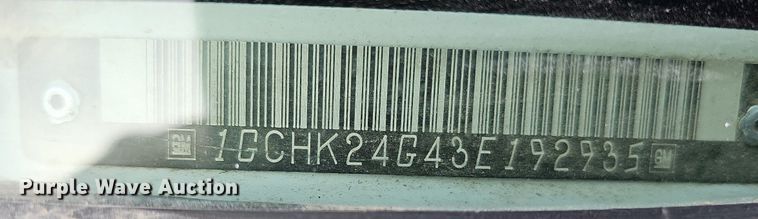 GM 1GCHK24G43E192935 GM
Purple Wave Auction